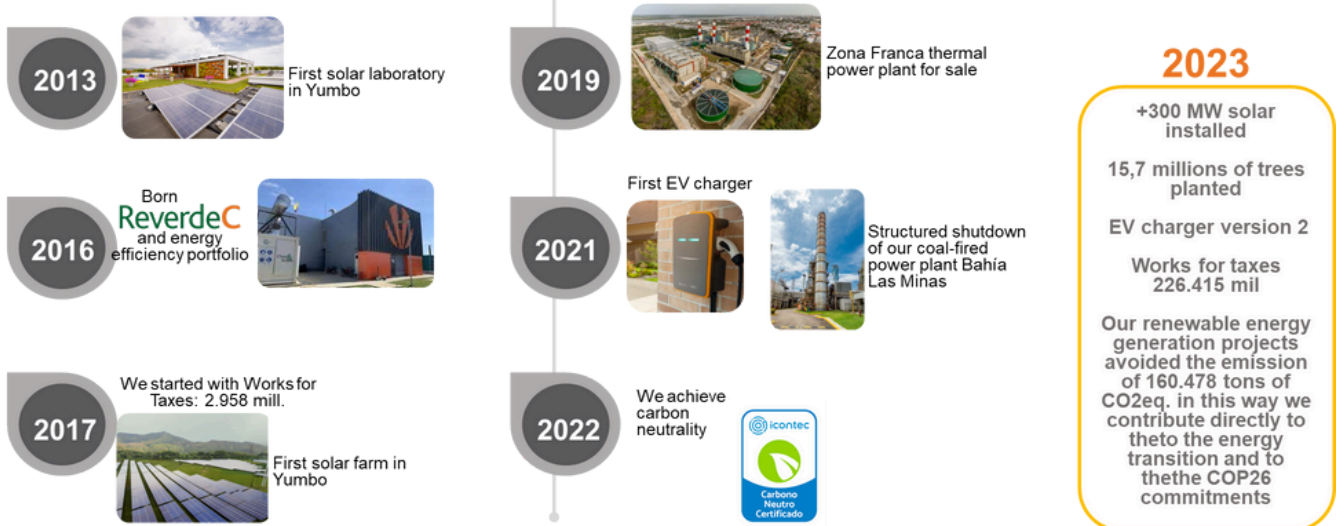 2013
First solar laboratory
in Yumbo
2016
Born
ReverdeC
and energy
efficiency portfolio
2017
We started with Works for
Taxes: 2.958 mill.
First solar farm in
Yumbo
2019
Zona Franca thermal
power plant for sale
2021
First EV charger
Structured shutdown
of our coal-fired
power plant Bahía
Las Minas
2022
We achieve
carbon
neutrality
icontec
Carbono
Neutro
Certificado
2023
+300 MW solar
installed
15,7 millions of trees
planted
EV charger version 2
Works for taxes
226.415 mil
Our renewable energy
generation projects
avoided the emission
of 160.478 tons of
CO2eq. in this way we
contribute directly to
theto the energy
transition and to
thethe COP26
commitments